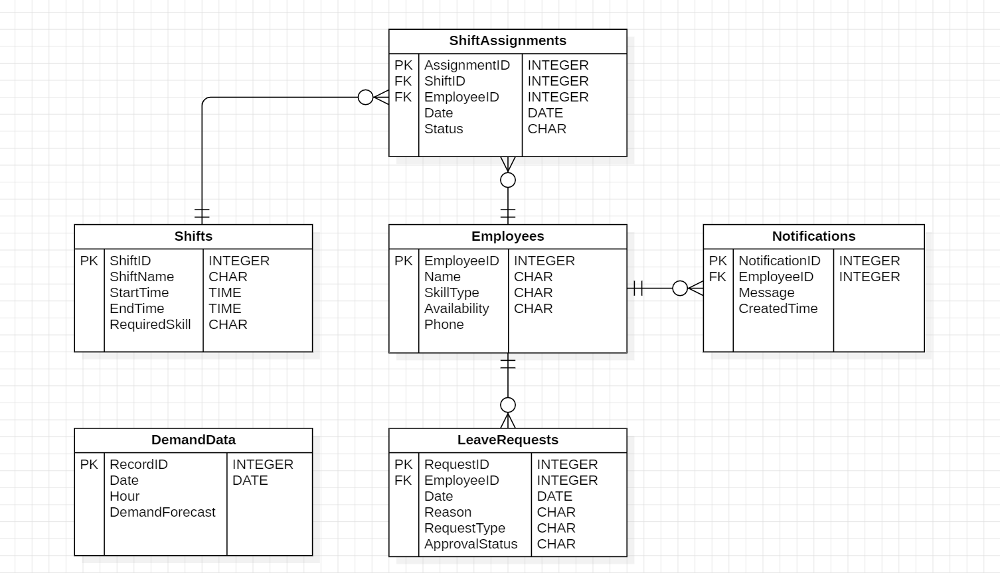 ShiftAssignments
PK AssignmentID INTEGER
FK ShiftID INTEGER
FK EmployeeID INTEGER
Date DATE
Status CHAR
Shifts
PK ShiftID INTEGER
ShiftName CHAR
StartTime TIME
EndTime TIME
RequiredSkill CHAR
Employees
PK EmployeeID INTEGER
Name CHAR
SkillType CHAR
Availability CHAR
Phone
Notifications
PK NotificationID INTEGER
FK EmployeeID INTEGER
Message
CreatedTime
DemandData
PK RecordID INTEGER
Date DATE
Hour
DemandForecast
LeaveRequests
PK RequestID INTEGER
FK EmployeeID INTEGER
Date DATE
Reason CHAR
RequestType CHAR
ApprovalStatus CHAR